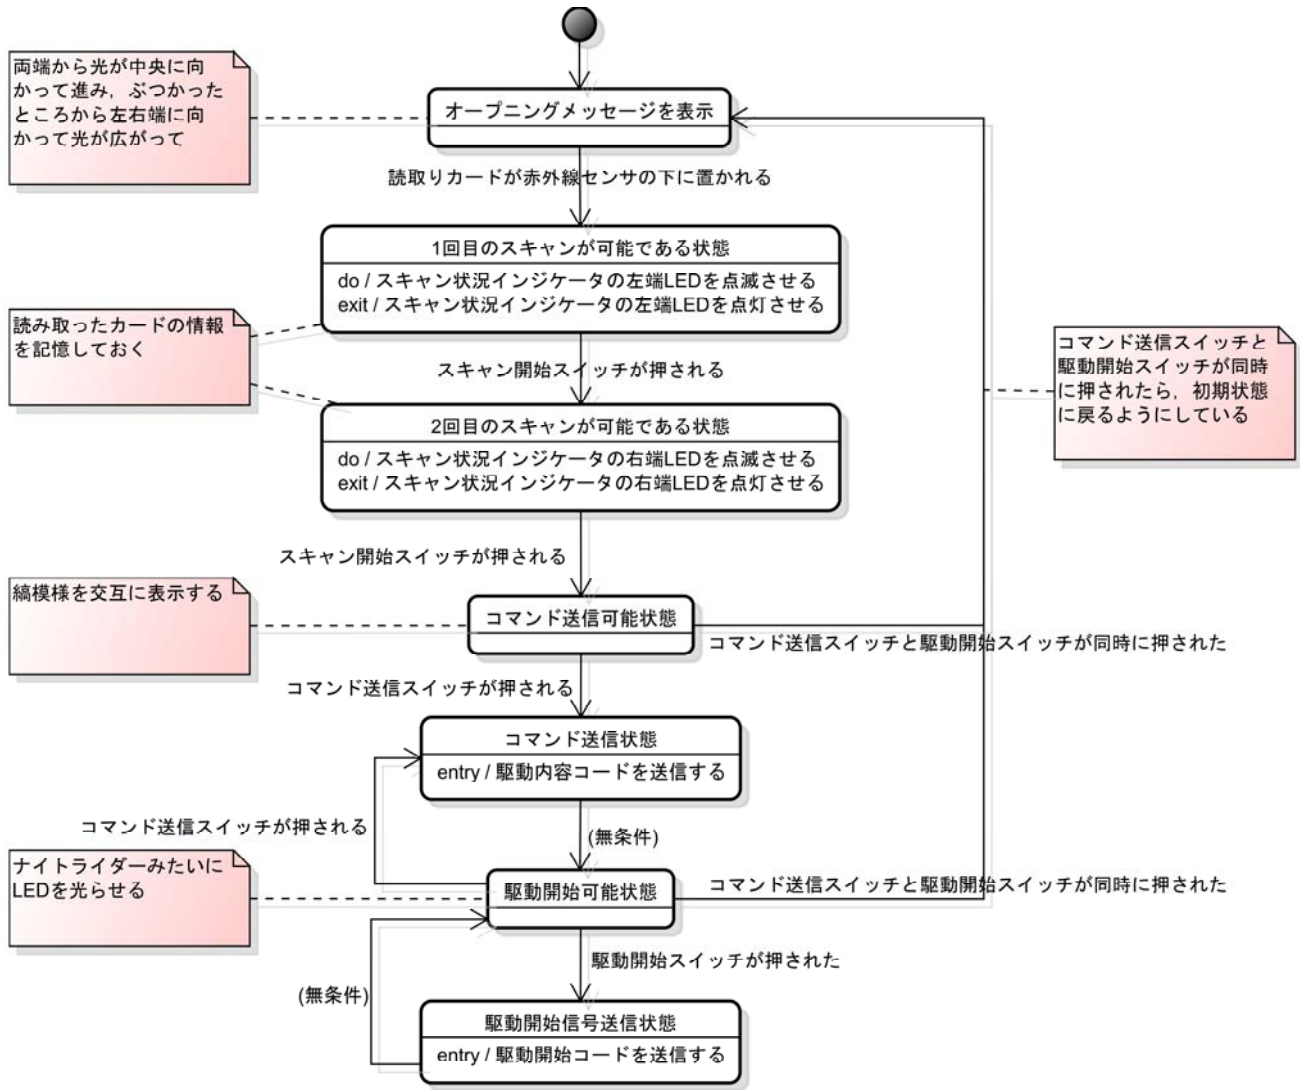 両端から光が中央に向
かって進み，ぶつかった
ところから左右端に向
かって光が広がって
オープニングメッセージを表示
読取りカードが赤外線センサの下に置かれる
1回目のスキャンが可能である状態
do / スキャン状況インジケータの左端LEDを点滅させる
exit / スキャン状況インジケータの左端LEDを点灯させる
読み取ったカードの情報
を記憶しておく
コマンド送信スイッチと
駆動開始スイッチが同時
に押されたら，初期状態
に戻るようにしている
スキャン開始スイッチが押される
2回目のスキャンが可能である状態
do / スキャン状況インジケータの右端LEDを点滅させる
exit / スキャン状況インジケータの右端LEDを点灯させる
スキャン開始スイッチが押される
縞模様を交互に表示する
コマンド送信可能状態
コマンド送信スイッチと駆動開始スイッチが同時に押された
コマンド送信スイッチが押される
コマンド送信状態
entry / 駆動内容コードを送信する
コマンド送信スイッチが押される
(無条件)
ナイトライダーみたいに
LEDを光らせる
駆動開始可能状態
コマンド送信スイッチと駆動開始スイッチが同時に押された
駆動開始スイッチが押された
(無条件)
駆動開始信号送信状態
entry / 駆動開始コードを送信する